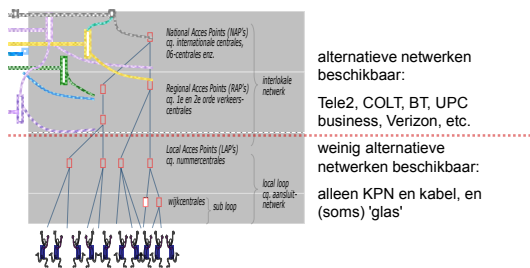 National Acces Points (NAP's)
cq. internationale centrales,
06-centrales enz.
Regional Acces Points (RAP's)
cq. 1e en 2e orde verkeers-
centrales
interlokale
netwerk
Local Acces Points (LAP's)
cq. nummercentrales
wijkcentrales
sub loop
local loop
cq. aansluit-
netwerk
alternatieve netwerken
beschikbaar:
Tele2, COLT, BT, UPC
business, Verizon, etc.
weinig alternatieve
netwerken beschikbaar:
alleen KPN en kabel, en
(soms) 'glas'